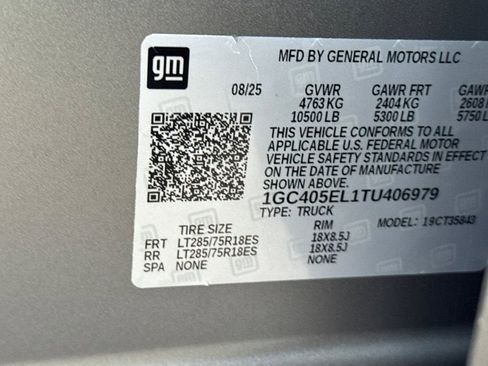 gm
MFD BY GENERAL MOTORS LLC
08/25 GVWR GAWR FRT GAWR
4763 KG 2404 KG 2608
10500 LB 5300 LB 5750
THIS VEHICLE CONFORMS TO ALL
APPLICABLE U.S. FEDERAL MOTOR
VEHICLE SAFETY STANDARDS IN EFFECT
ON THE DATE OF MANUFACTURE
SHOWN ABOVE.
1GC405EL1TU406979
TYPE: TRUCK MODEL: 19CT35843
TIRE SIZE RIM
FRT LT285/75R18ES 18X8.5J
RR LT285/75R18ES 18X8.5J
SPA NONE NONE